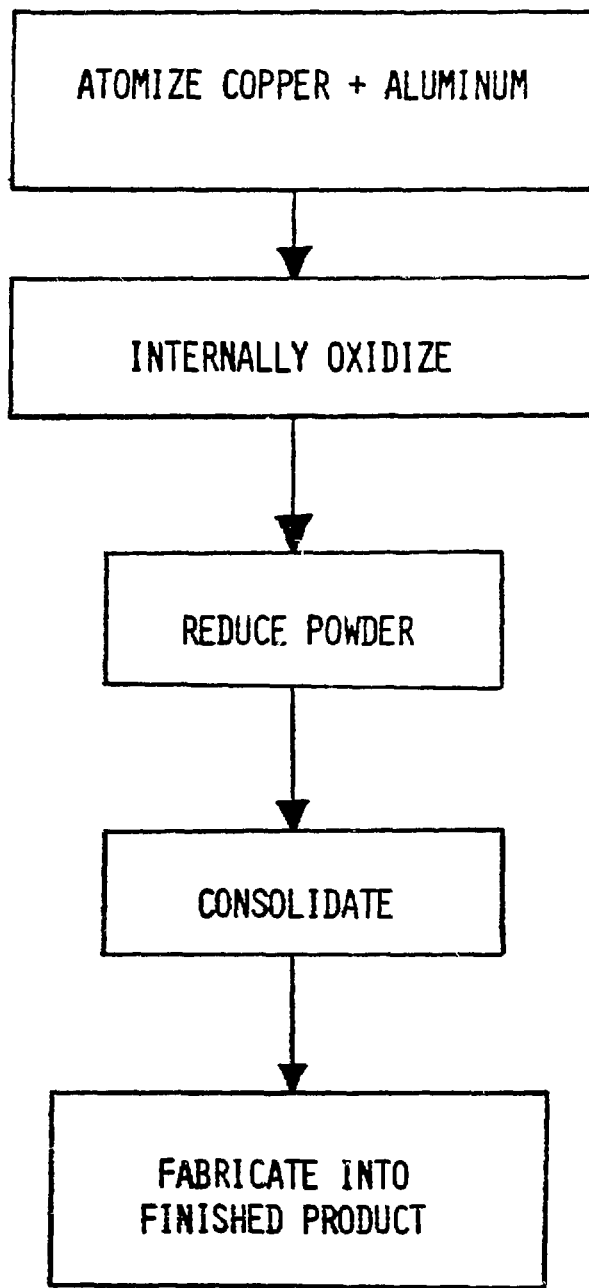 ATOMIZE COPPER + ALUMINUM
INTERNALLY OXIDIZE
REDUCE POWDER
CONSOLIDATE
FABRICATE INTO
FINISHED PRODUCT